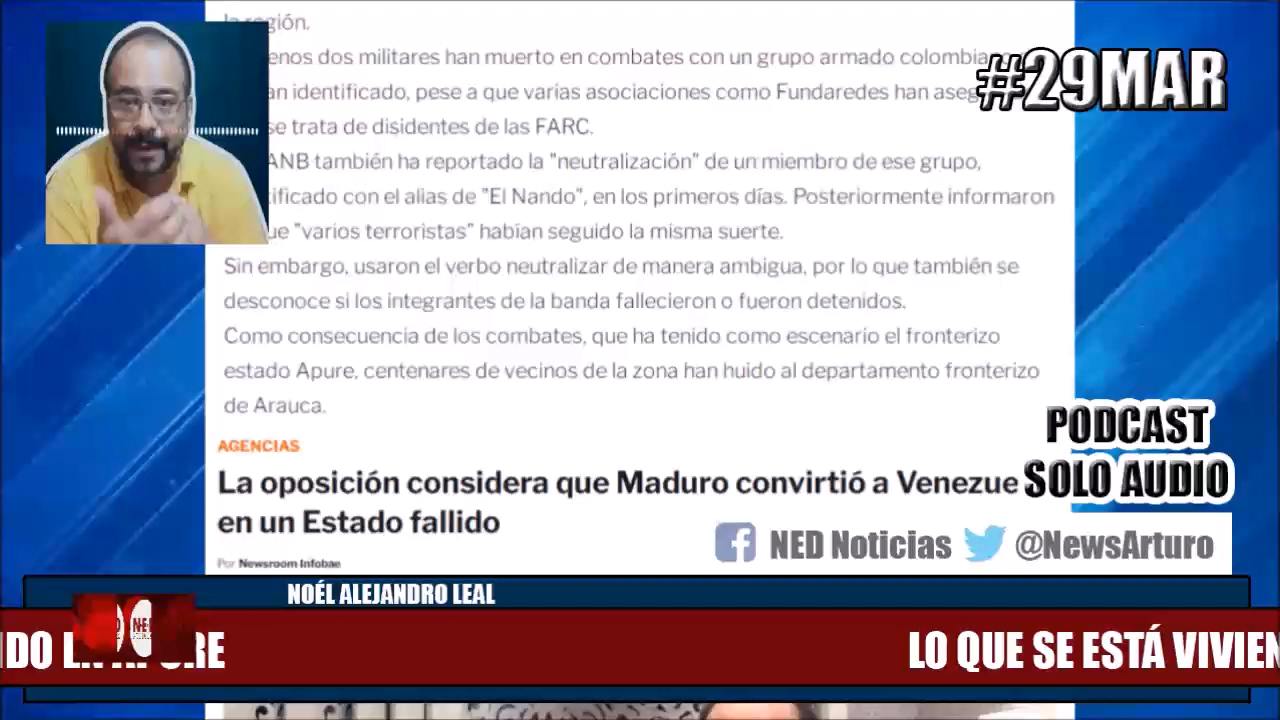 la región.
enos dos militares han muerto en combates con un grupo armado colombiano
an identificado, pese a que varias asociaciones como Fundaredes han aseg
se trata de disidentes de las FARC.
ANB también ha reportado la "neutralización" de un miembro de ese grupo,
tificado con el alias de "El Nando", en los primeros días. Posteriormente informaron
ue "varios terroristas" habían seguido la misma suerte.
Sin embargo, usaron el verbo neutralizar de manera ambigua, por lo que también se
desconoce si los integrantes de la banda fallecieron o fueron detenidos.
Como consecuencia de los combates, que ha tenido como escenario el fronterizo
estado Apure, centenares de vecinos de la zona han huido al departamento fronterizo
de Arauca.
AGENCIAS
La oposición considera que Maduro convirtió a Venezue
en un Estado fallido
Por Newsroom Infobae
#29MAR
PODCAST
SOLO AUDIO
NED Noticias @NewsArturo
NOÉL ALEJANDRO LEAL
LO QUE SE ESTÁ VIVIEN